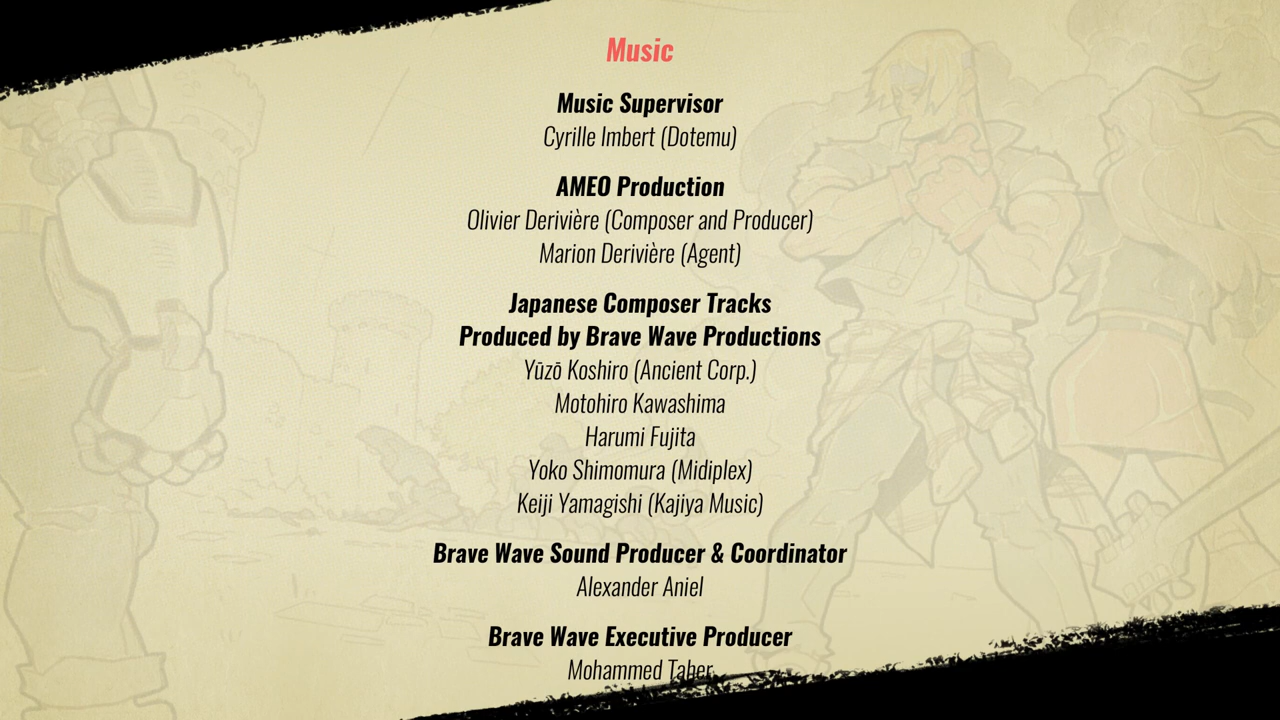 Music
Music Supervisor
Cyrille Imbert (Dotemu)
AMEO Production
Olivier Derivière (Composer and Producer)
Marion Derivière (Agent)
Japanese Composer Tracks
Produced by Brave Wave Productions
Yūzō Koshiro (Ancient Corp.)
Motohiro Kawashima
Harumi Fujita
Yoko Shimomura (Midiplex)
Keiji Yamagishi (Kajiya Music)
Brave Wave Sound Producer & Coordinator
Alexander Aniel
Brave Wave Executive Producer
Mohammed Taher